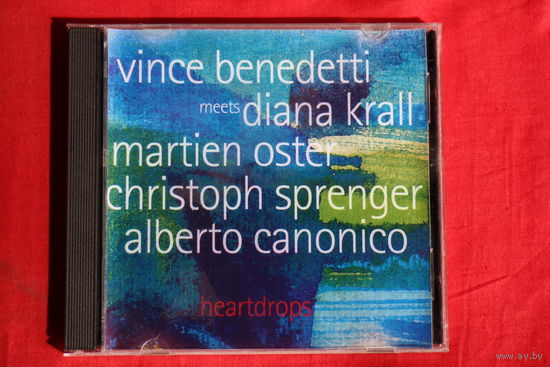 vince benedetti
meets diana krall
martien oster
christoph sprenger
alberto canonico
heartdrops
www.ay.by